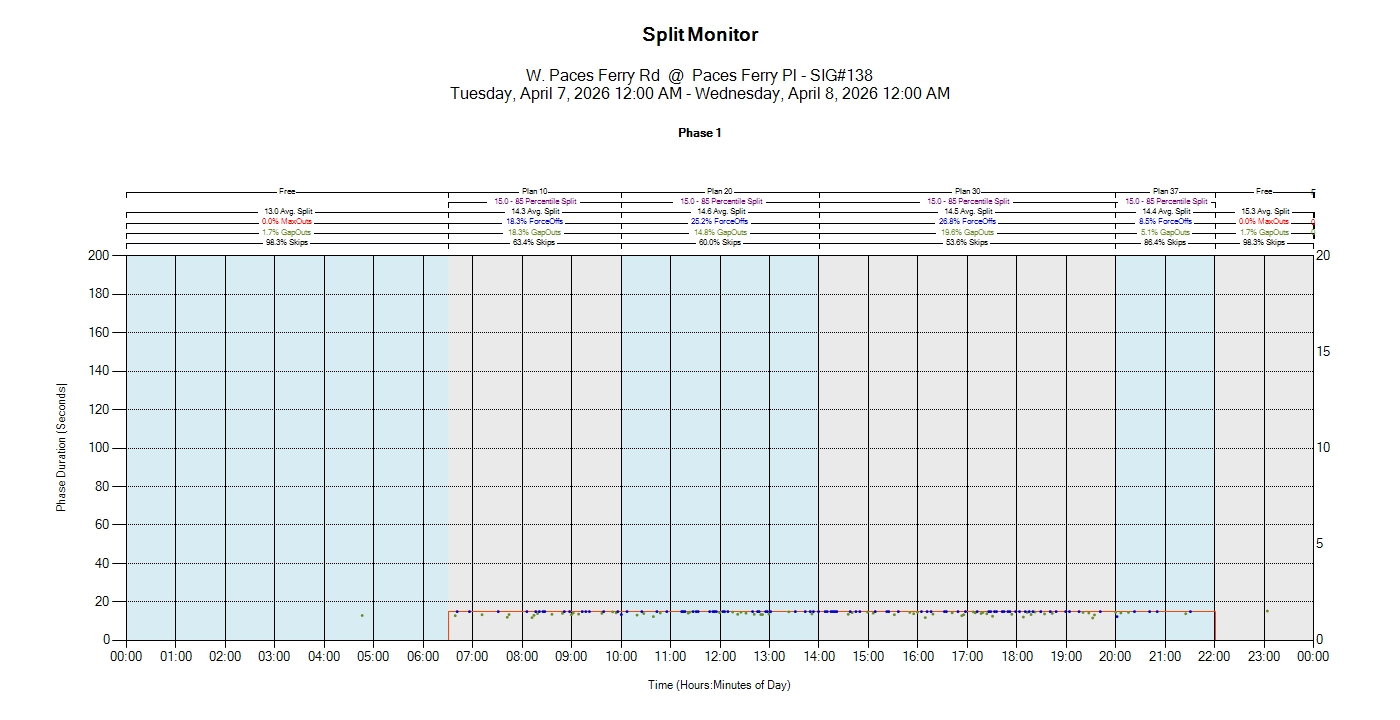 Split Monitor
W. Paces Ferry Rd @ Paces Ferry Pl - SIG#138
Tuesday, April 7, 2026 12:00 AM - Wednesday, April 8, 2026 12:00 AM
Phase 1
Free Plan 10 Plan 20 Plan 30 Plan 37 Free
15.0 - 85 Percentile Split 15.0 - 85 Percentile Split 15.0 - 85 Percentile Split 15.0 - 85 Percentile Split
13.0 Avg. Split 14.3 Avg. Split 14.6 Avg. Split 14.5 Avg. Split 14.4 Avg. Split 15.3 Avg. Split
0.0% MaxOuts 18.3% ForceOffs 25.2% ForceOffs 26.8% ForceOffs 8.5% ForceOffs 0.0% MaxOuts
1.7% GapOuts 18.3% GapOuts 14.8% GapOuts 19.6% GapOuts 5.1% GapOuts 1.7% GapOuts
98.3% Skips 63.4% Skips 60.0% Skips 53.6% Skips 86.4% Skips 98.3% Skips
200 20
180
160
15
140
120
100 10
80
60
5
40
20
0 0
Phase Duration (Seconds)
00:00 01:00 02:00 03:00 04:00 05:00 06:00 07:00 08:00 09:00 10:00 11:00 12:00 13:00 14:00 15:00 16:00 17:00 18:00 19:00 20:00 21:00 22:00 23:00 00:00
Time (Hours:Minutes of Day)